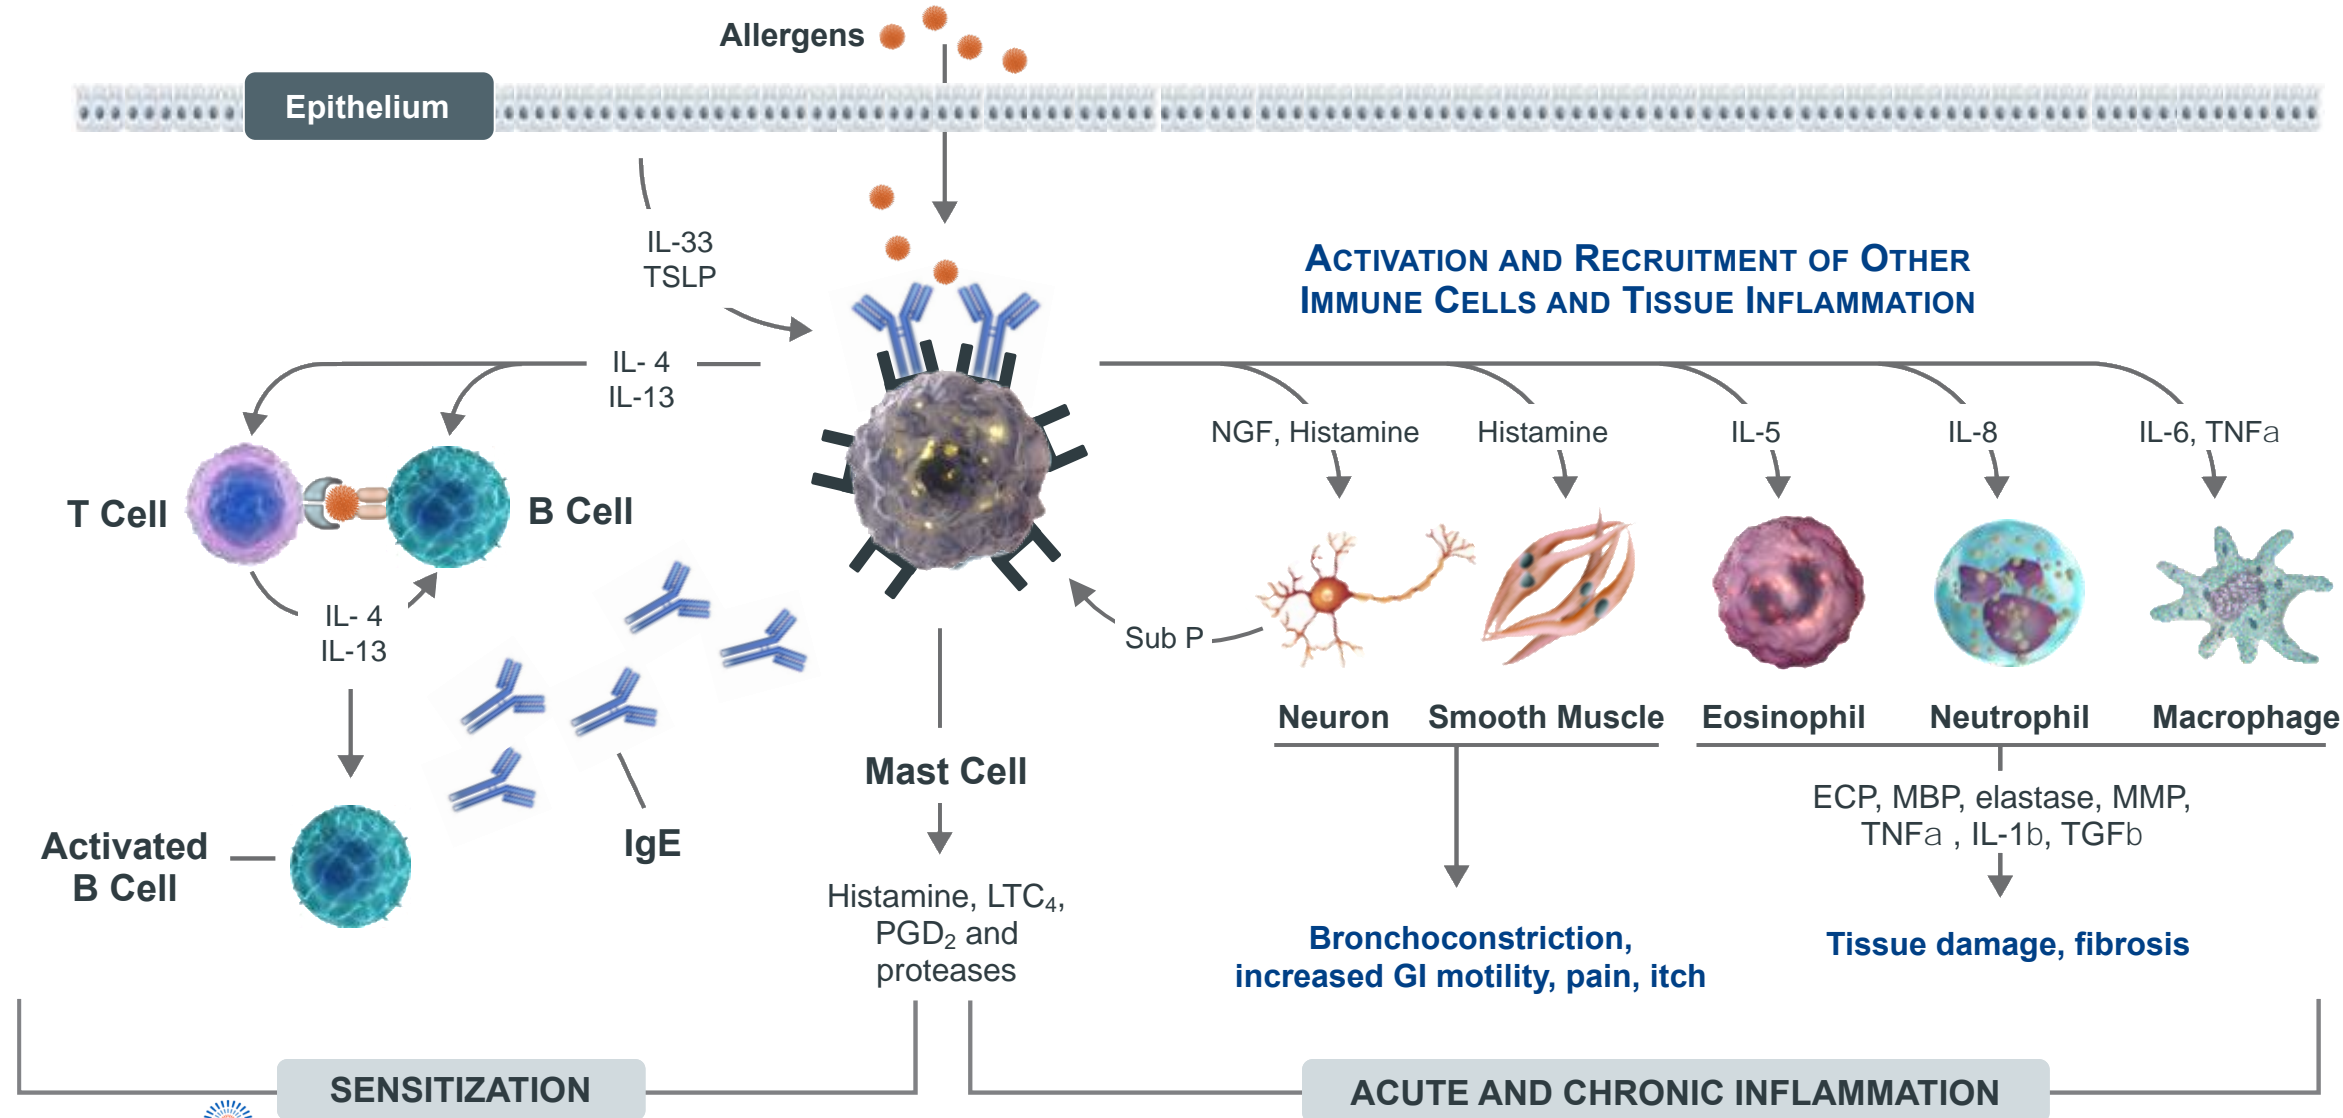 Allergens
Epithelium
IL-33
TSLP
ACTIVATION AND RECRUITMENT OF OTHER
IMMUNE CELLS AND TISSUE INFLAMMATION
IL- 4
IL-13
NGF, Histamine
Histamine
IL-5
IL-8
IL-6, TNFa
T Cell
B Cell
IL- 4
IL-13
Sub P
Neuron
Smooth Muscle
Eosinophil
Neutrophil
Macrophage
Mast Cell
ECP, MBP, elastase, MMP,
TNFa , IL-1b, TGFb
IgE
Activated
B Cell
Histamine, LTC₄,
PGD₂ and
proteases
Bronchoconstriction,
increased GI motility, pain, itch
Tissue damage, fibrosis
SENSITIZATION
ACUTE AND CHRONIC INFLAMMATION